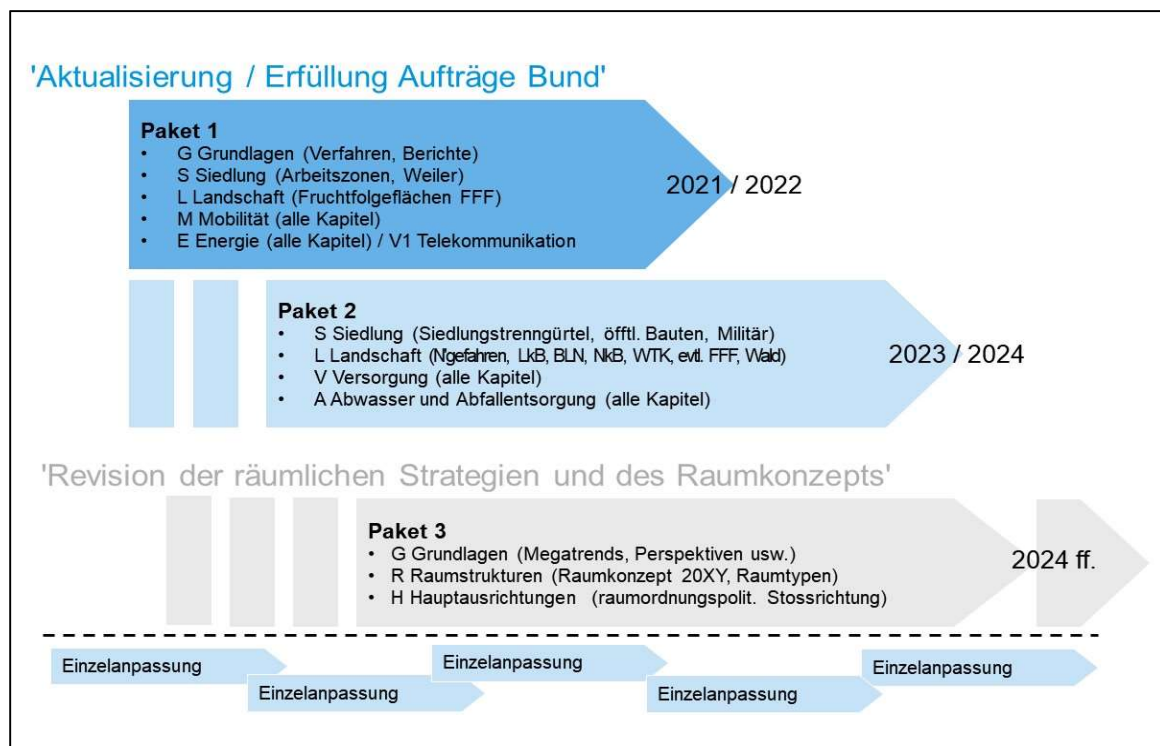 'Aktualisierung / Erfüllung Aufträge Bund'
Paket 1
• G Grundlagen (Verfahren, Berichte)
• S Siedlung (Arbeitszonen, Weiler)
• L Landschaft (Fruchtfolgeflächen FFF)
• M Mobilität (alle Kapitel)
• E Energie (alle Kapitel) / V1 Telekommunikation
2021 / 2022
Paket 2
• S Siedlung (Siedlungstrenngürtel, öfftl. Bauten, Militär)
• L Landschaft (N'gefahren, LkB, BLN, NkB, WTK, evtl. FFF, Wald)
• V Versorgung (alle Kapitel)
• A Abwasser und Abfallentsorgung (alle Kapitel)
2023 / 2024
'Revision der räumlichen Strategien und des Raumkonzepts'
Paket 3
• G Grundlagen (Megatrends, Perspektiven usw.)
• R Raumstrukturen (Raumkonzept 20XY, Raumtypen)
• H Hauptausrichtungen (raumordnungspolit. Stossrichtung)
2024 ff.
Einzelanpassung
Einzelanpassung
Einzelanpassung
Einzelanpassung
Einzelanpassung